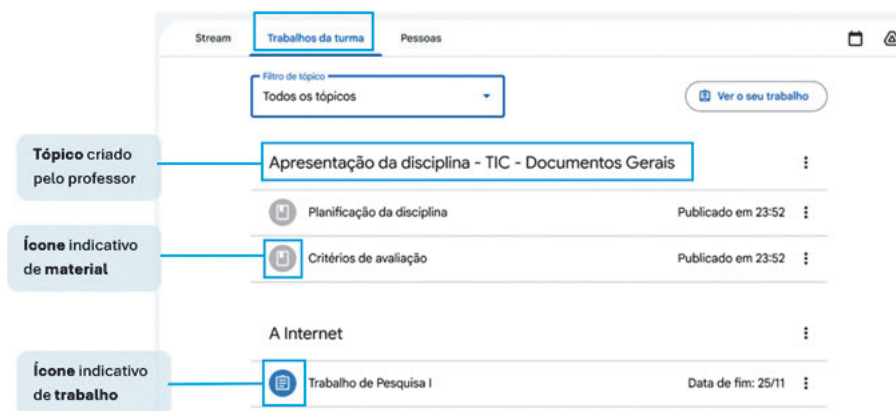 Stream Trabalhos da turma Pessoas
Filtro de tópico
Todos os tópicos
Ver o seu trabalho
Tópico criado
pelo professor
Apresentação da disciplina - TIC - Documentos Gerais
Planificação da disciplina Publicado em 23:52
Ícone indicativo
de material
Critérios de avaliação Publicado em 23:52
A Internet
Ícone indicativo
de trabalho
Trabalho de Pesquisa I Data de fim: 25/11